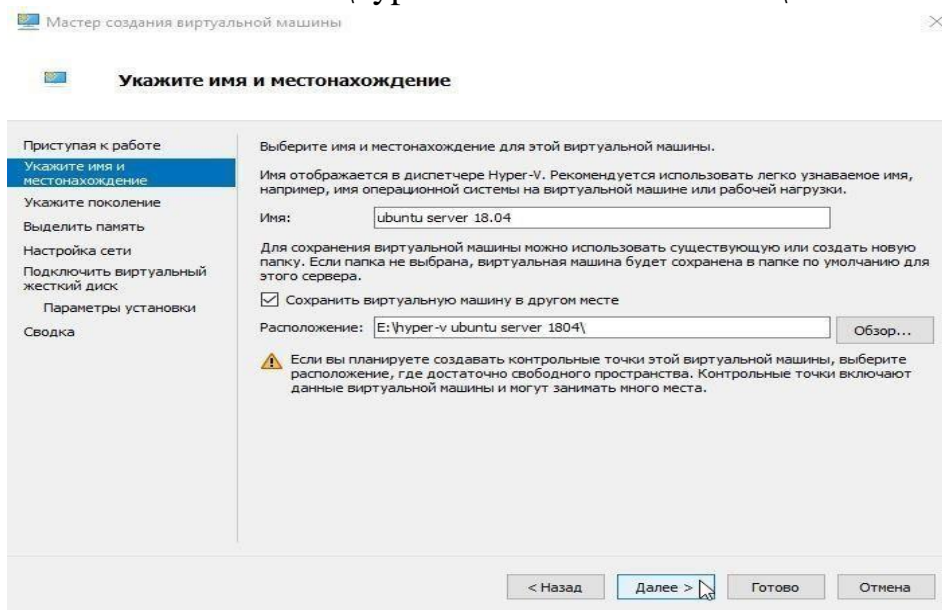 Мастер создания виртуальной машины
Укажите имя и местонахождение
Приступая к работе
Укажите имя и
местонахождение
Укажите поколение
Выделить память
Настройка сети
Подключить виртуальный
жесткий диск
Параметры установки
Сводка
Выберите имя и местонахождение для этой виртуальной машины.
Имя отображается в диспетчере Hyper-V. Рекомендуется использовать легко узнаваемое имя,
например, имя операционной системы на виртуальной машине или рабочей нагрузки.
Имя: ubuntu server 18.04
Для сохранения виртуальной машины можно использовать существующую или создать новую
папку. Если папка не выбрана, виртуальная машина будет сохранена в папке по умолчанию для
этого сервера.
Сохранить виртуальную машину в другом месте
Расположение: E:\hyper-v ubuntu server 1804\ Обзор...
Если вы планируете создавать контрольные точки этой виртуальной машины, выберите
расположение, где достаточно свободного пространства. Контрольные точки включают
данные виртуальной машины и могут занимать много места.
< Назад Далее > Готово Отмена